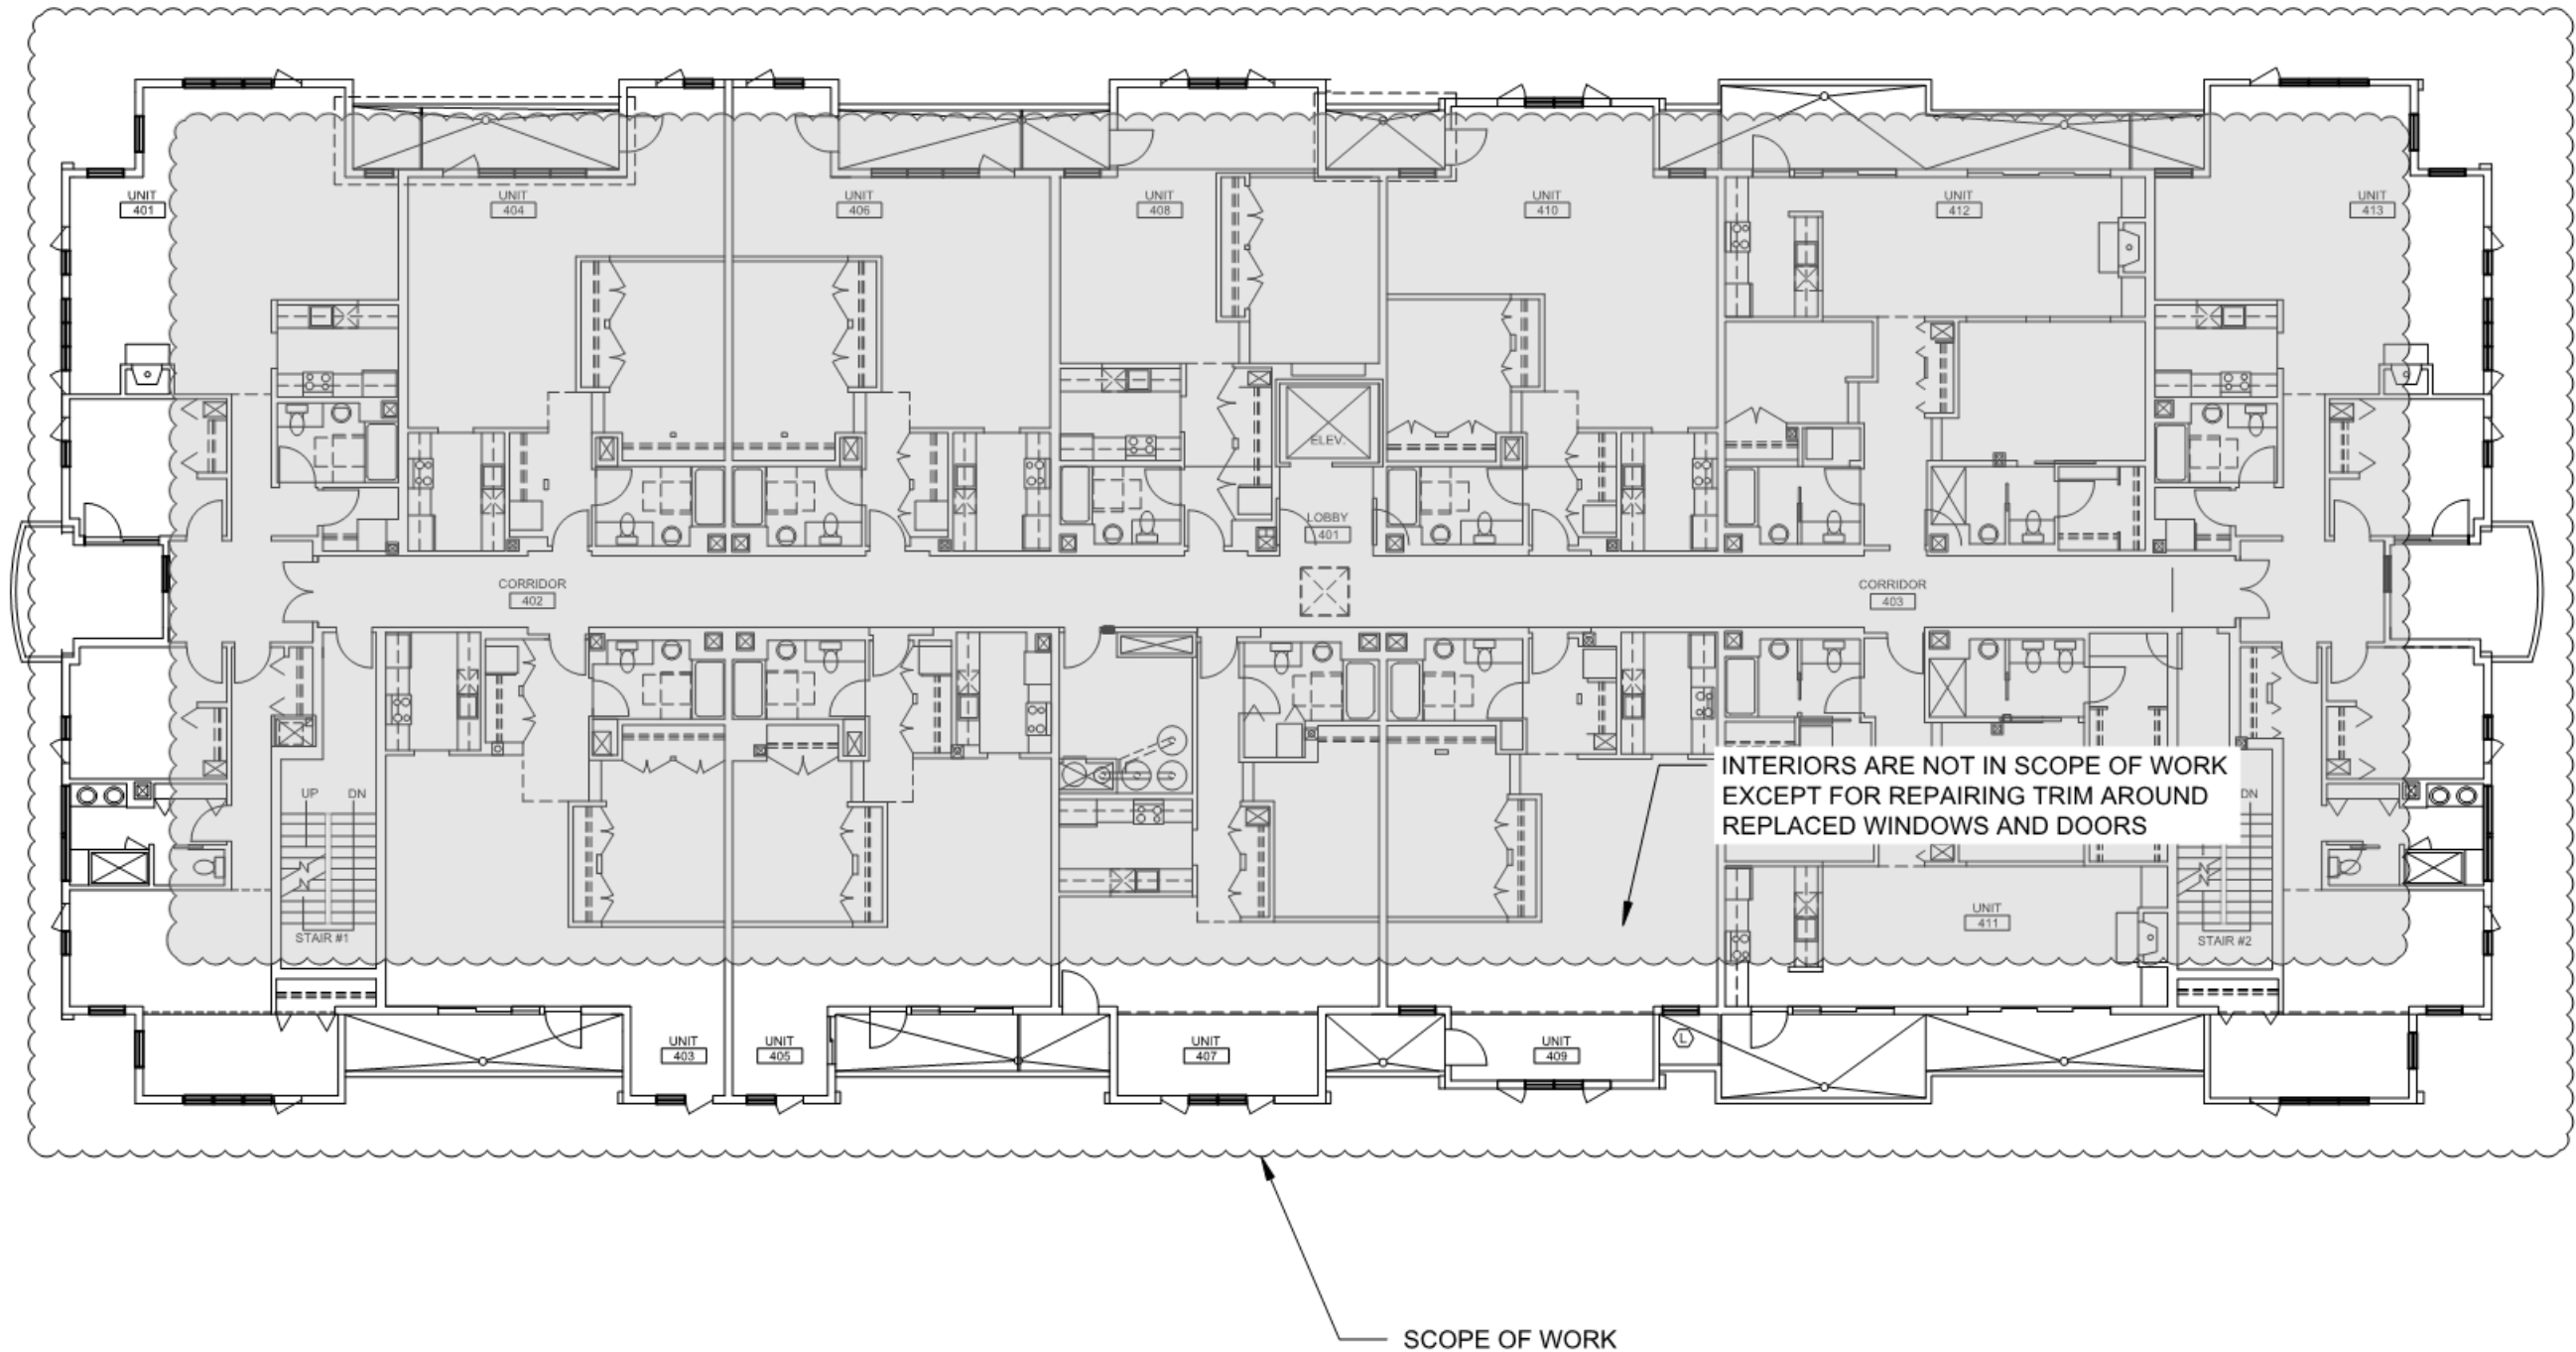 UNIT
401
UNIT
404
UNIT
406
UNIT
408
UNIT
410
UNIT
412
UNIT
413
ELEV.
LOBBY
401
CORRIDOR
402
CORRIDOR
403
INTERIORS ARE NOT IN SCOPE OF WORK
EXCEPT FOR REPAIRING TRIM AROUND
REPLACED WINDOWS AND DOORS
UP DN
DN
STAIR #1
UNIT
411
STAIR #2
UNIT
403
UNIT
405
UNIT
407
UNIT
409
L
SCOPE OF WORK